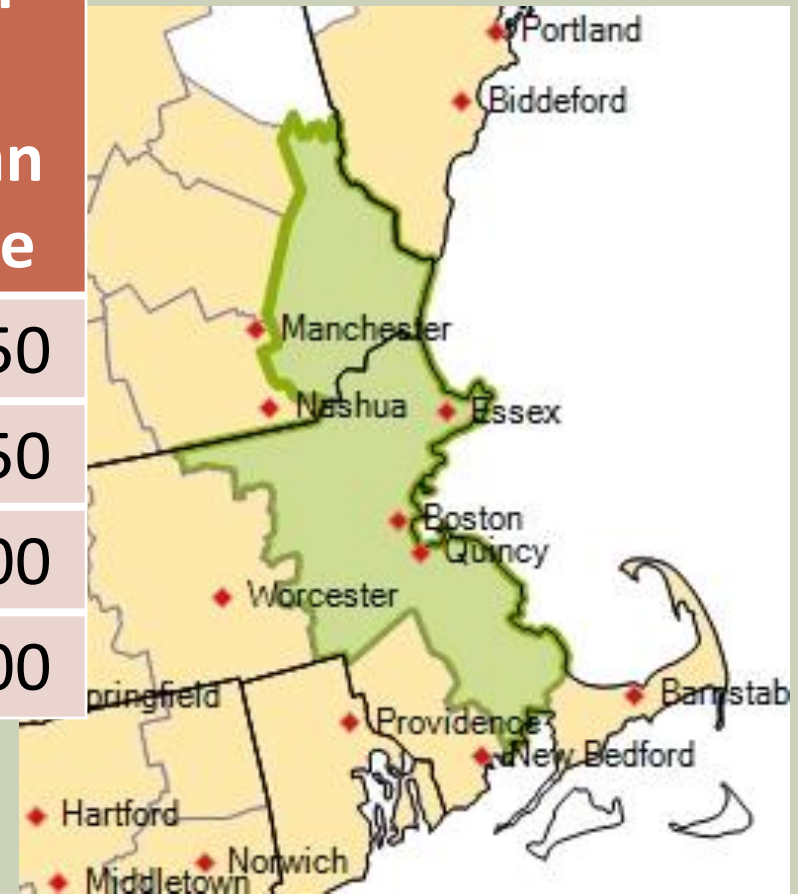 Portland
Biddeford
Manchester
Nashua
Essex
Boston
Quincy
Worcester
Barnstab
pringfield
Providence
New Bedford
Hartford
Norwich
Middletown
n
e
50
50
00
00